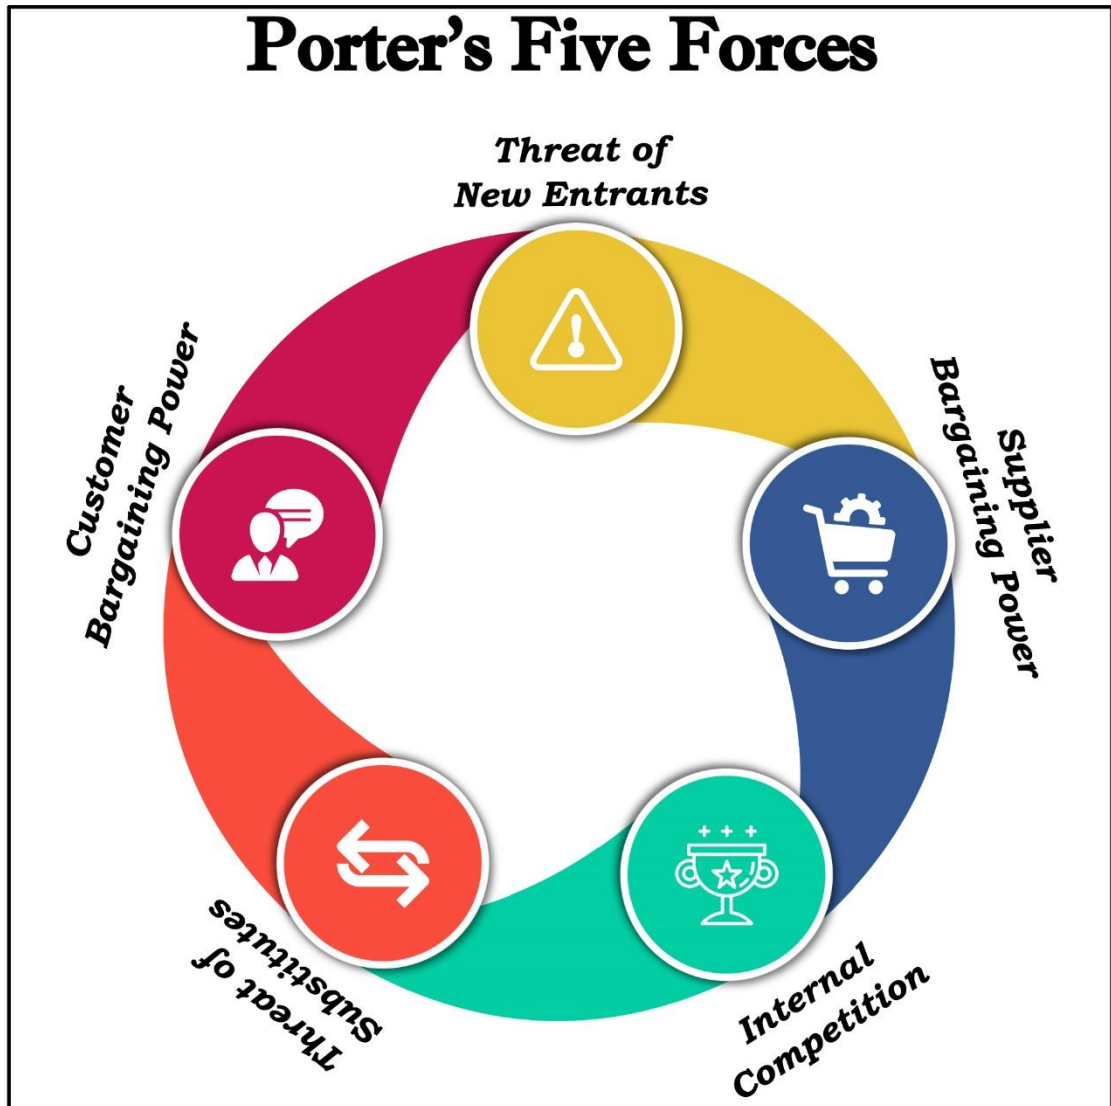 Porter's Five Forces
Threat of
New Entrants
Customer
Bargaining Power
Supplier
Bargaining Power
Threat of
Substitutes
Internal
Competition